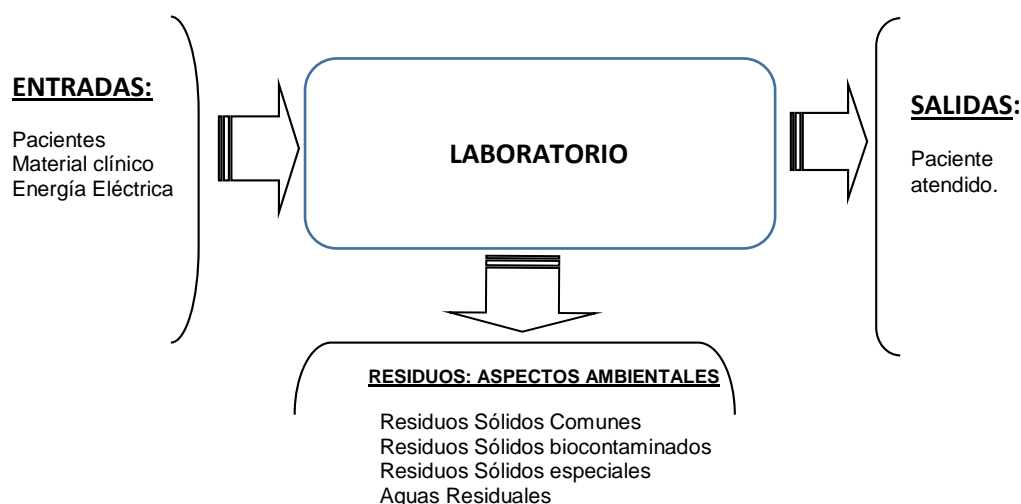 ENTRADAS:
Pacientes
Material clínico
Energía Eléctrica
LABORATORIO
SALIDAS:
Paciente
atendido.
RESIDUOS: ASPECTOS AMBIENTALES
Residuos Sólidos Comunes
Residuos Sólidos biocontaminados
Residuos Sólidos especiales
Aguas Residuales